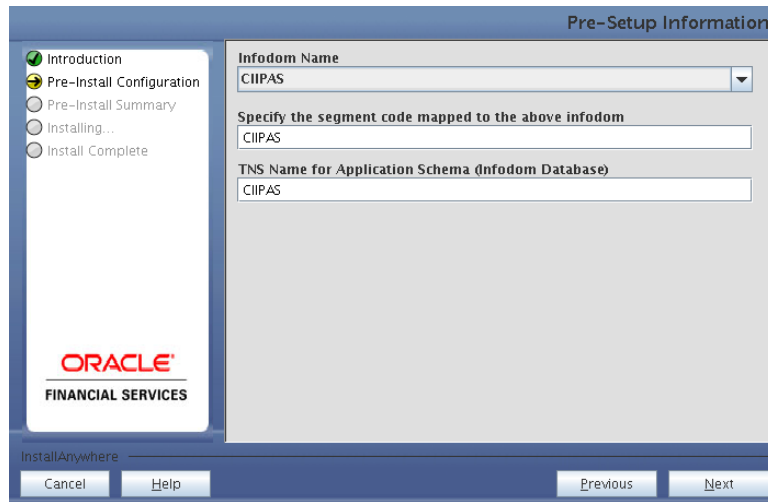 Pre-Setup Information
Introduction
Pre-Install Configuration
Pre-Install Summary
Installing...
Install Complete
ORACLE
FINANCIAL SERVICES
Infodom Name
CIIPAS
Specify the segment code mapped to the above infodom
CIIPAS
TNS Name for Application Schema (Infodom Database)
CIIPAS
InstallAnywhere
Cancel
Help
Previous
Next